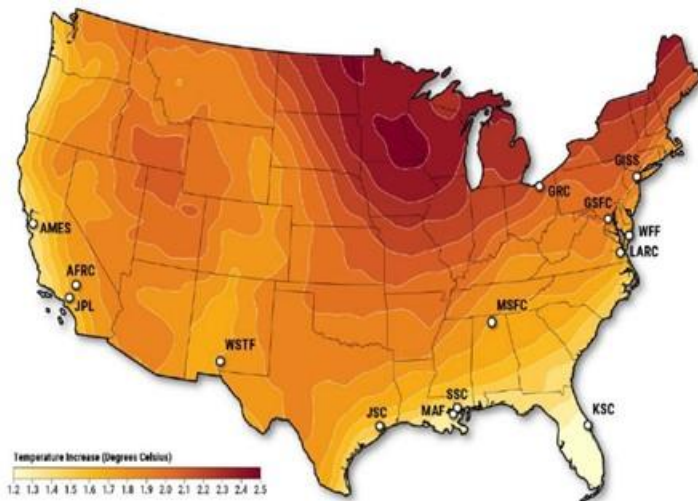 GISS
GRC
GSFC
WFF
LARC
AMES
AFRC
JPL
MSFC
WSTF
SSC
MAF
JSC
KSC
Temperature Increase (Degrees Celsius)
1.2 1.3 1.4 1.5 1.6 1.7 1.8 1.9 2.0 2.1 2.2 2.3 2.4 2.5